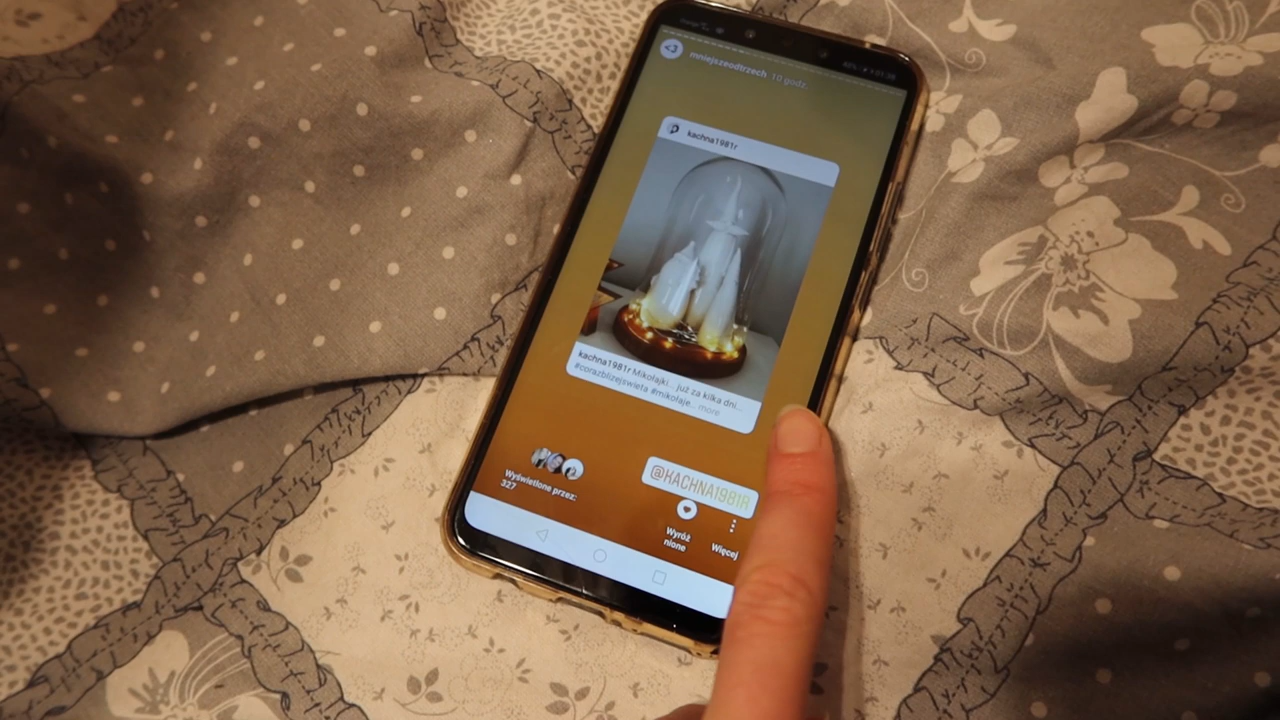 mniejszeodtrzech 10 godz.
kachna1981r
kachna1981r Mikołajki... już za kilka dni...
#corazbliżejswieta #mikołaje... more
@KACHNA1981R
Wyświetlone przez:
327
Wyróż
nione
Więcej